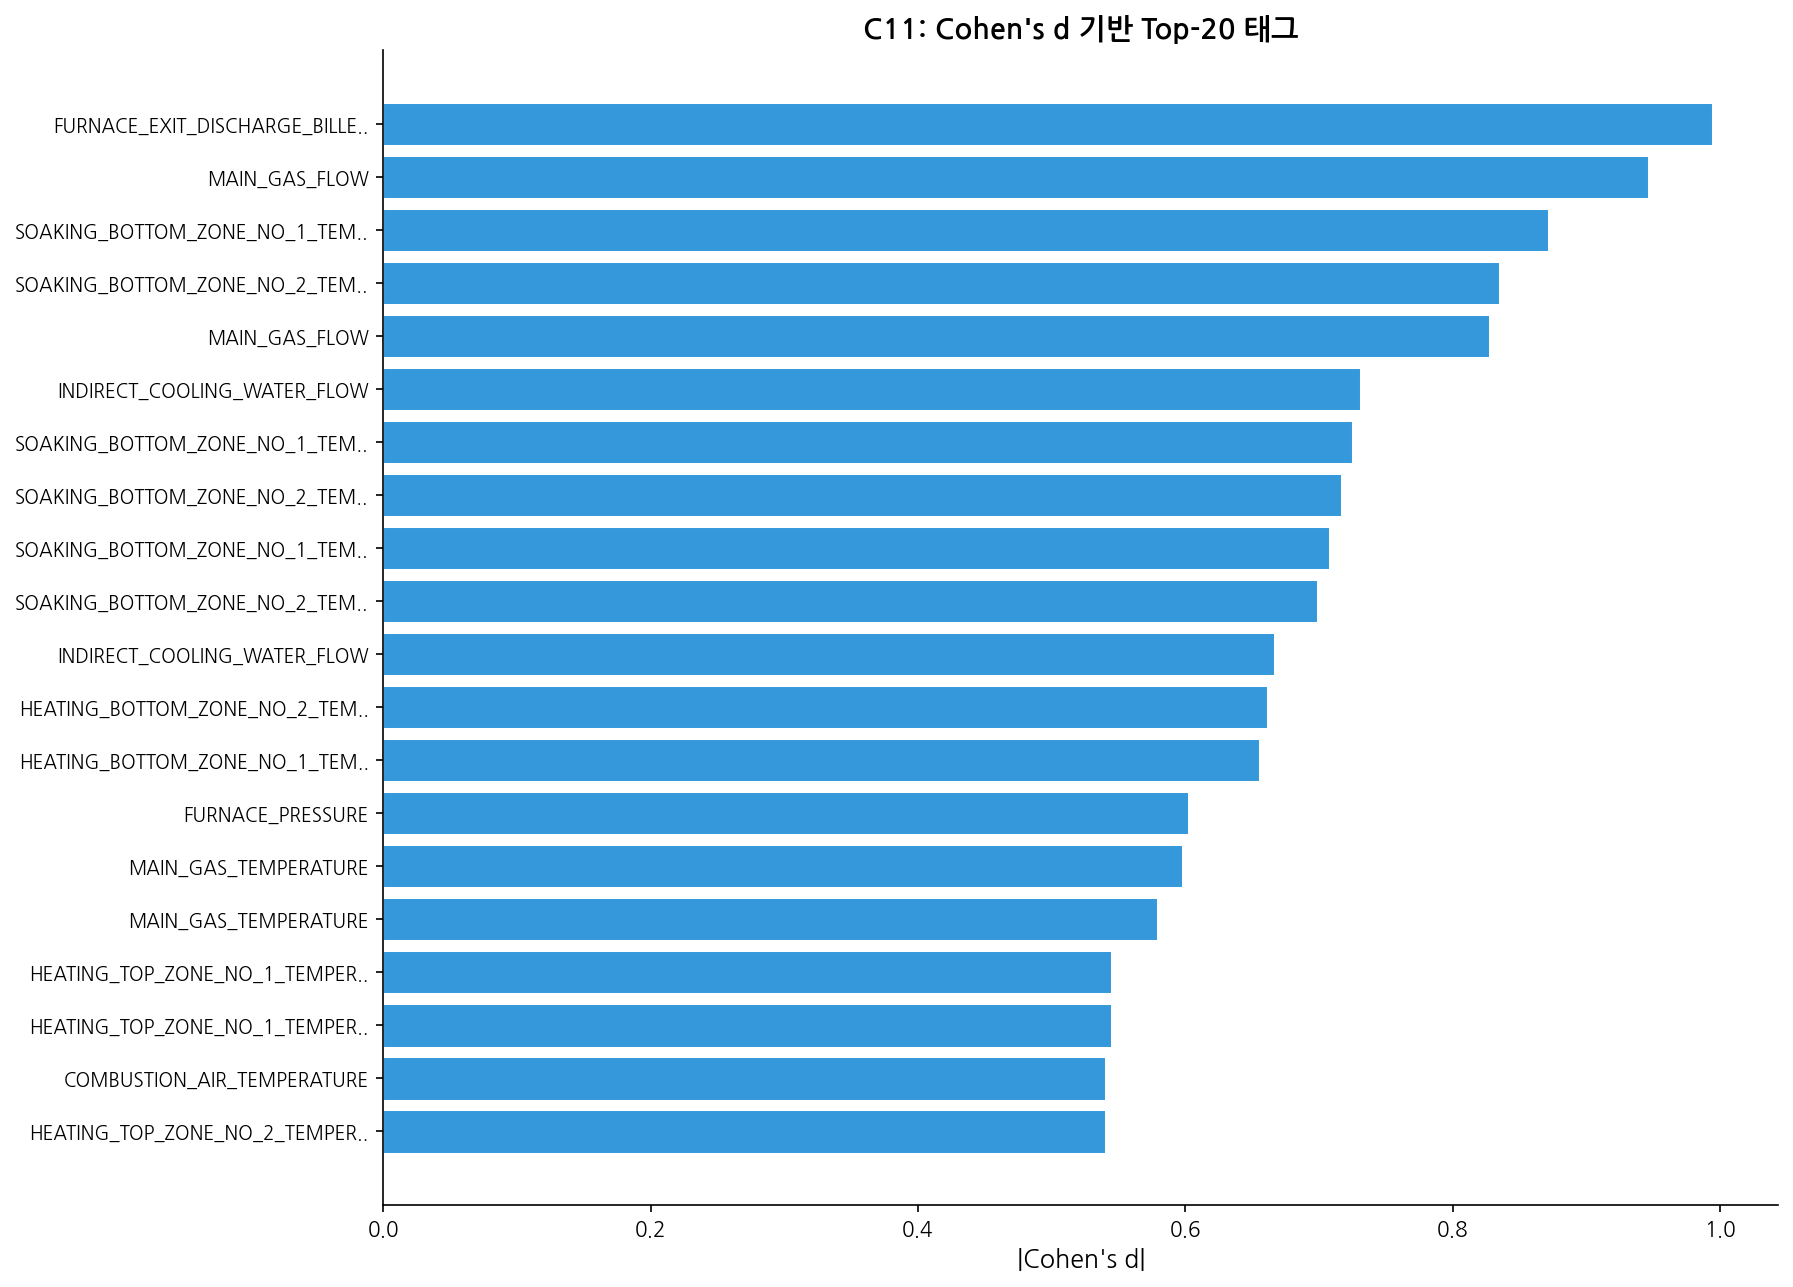 C11: Cohen's d 기반 Top-20 태그
FURNACE_EXIT_DISCHARGE_BILLE..
MAIN_GAS_FLOW
SOAKING_BOTTOM_ZONE_NO_1_TEM..
SOAKING_BOTTOM_ZONE_NO_2_TEM..
MAIN_GAS_FLOW
INDIRECT_COOLING_WATER_FLOW
SOAKING_BOTTOM_ZONE_NO_1_TEM..
SOAKING_BOTTOM_ZONE_NO_2_TEM..
SOAKING_BOTTOM_ZONE_NO_1_TEM..
SOAKING_BOTTOM_ZONE_NO_2_TEM..
INDIRECT_COOLING_WATER_FLOW
HEATING_BOTTOM_ZONE_NO_2_TEM..
HEATING_BOTTOM_ZONE_NO_1_TEM..
FURNACE_PRESSURE
MAIN_GAS_TEMPERATURE
MAIN_GAS_TEMPERATURE
HEATING_TOP_ZONE_NO_1_TEMPER..
HEATING_TOP_ZONE_NO_1_TEMPER..
COMBUSTION_AIR_TEMPERATURE
HEATING_TOP_ZONE_NO_2_TEMPER..
0.0 0.2 0.4 0.6 0.8 1.0
|Cohen's d|